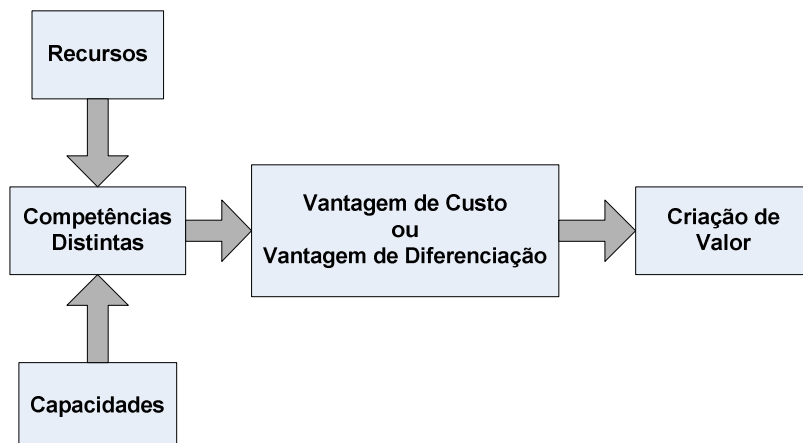 Recursos
Competências
Distintas
Vantagem de Custo
ou
Vantagem de Diferenciação
Criação de
Valor
Capacidades